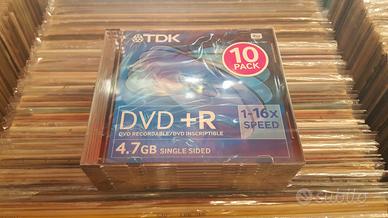 TDK
10
PACK
DVD +R
DVD RECORDABLE/DVD INSCRIPTIBLE
4.7GB SINGLE SIDED
1-16x
SPEED
subito